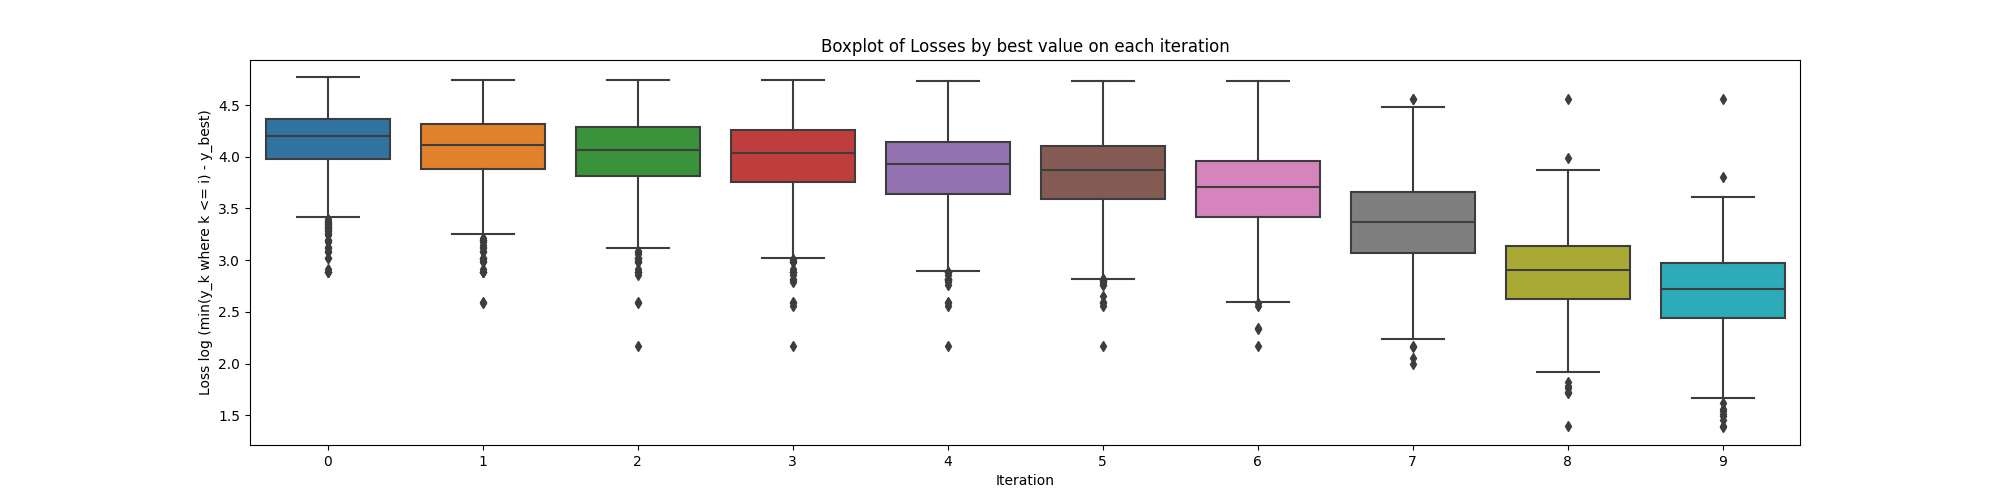 Boxplot of Losses by best value on each iteration
Loss log (min(y_k where k <= i) - y_best)
4.5
4.0
3.5
3.0
2.5
2.0
1.5
0 1 2 3 4 5 6 7 8 9
Iteration